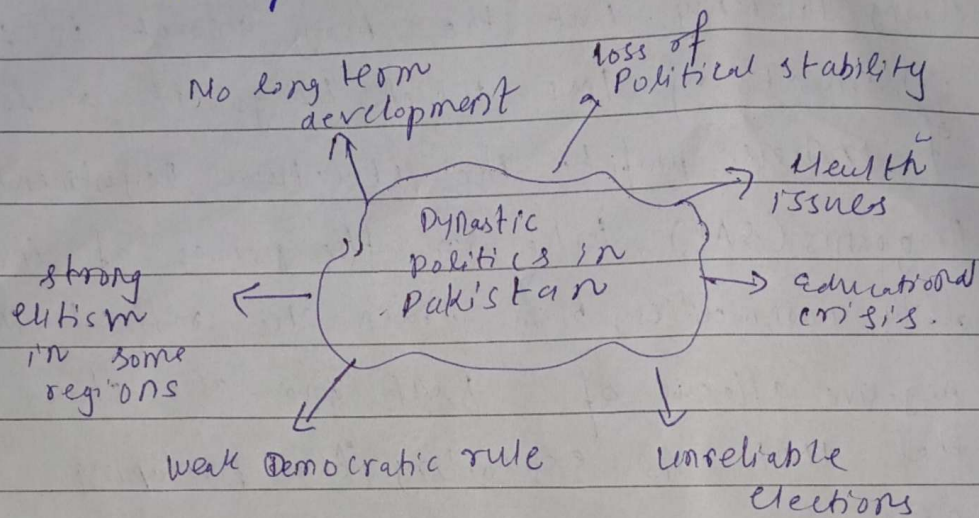 No long term
development
loss of
Political stability
Health
issues
Dynastic
politics in
Pakistan
strong
elitism
in some
regions
Educational
crisis.
weak Democratic rule
unreliable
elections